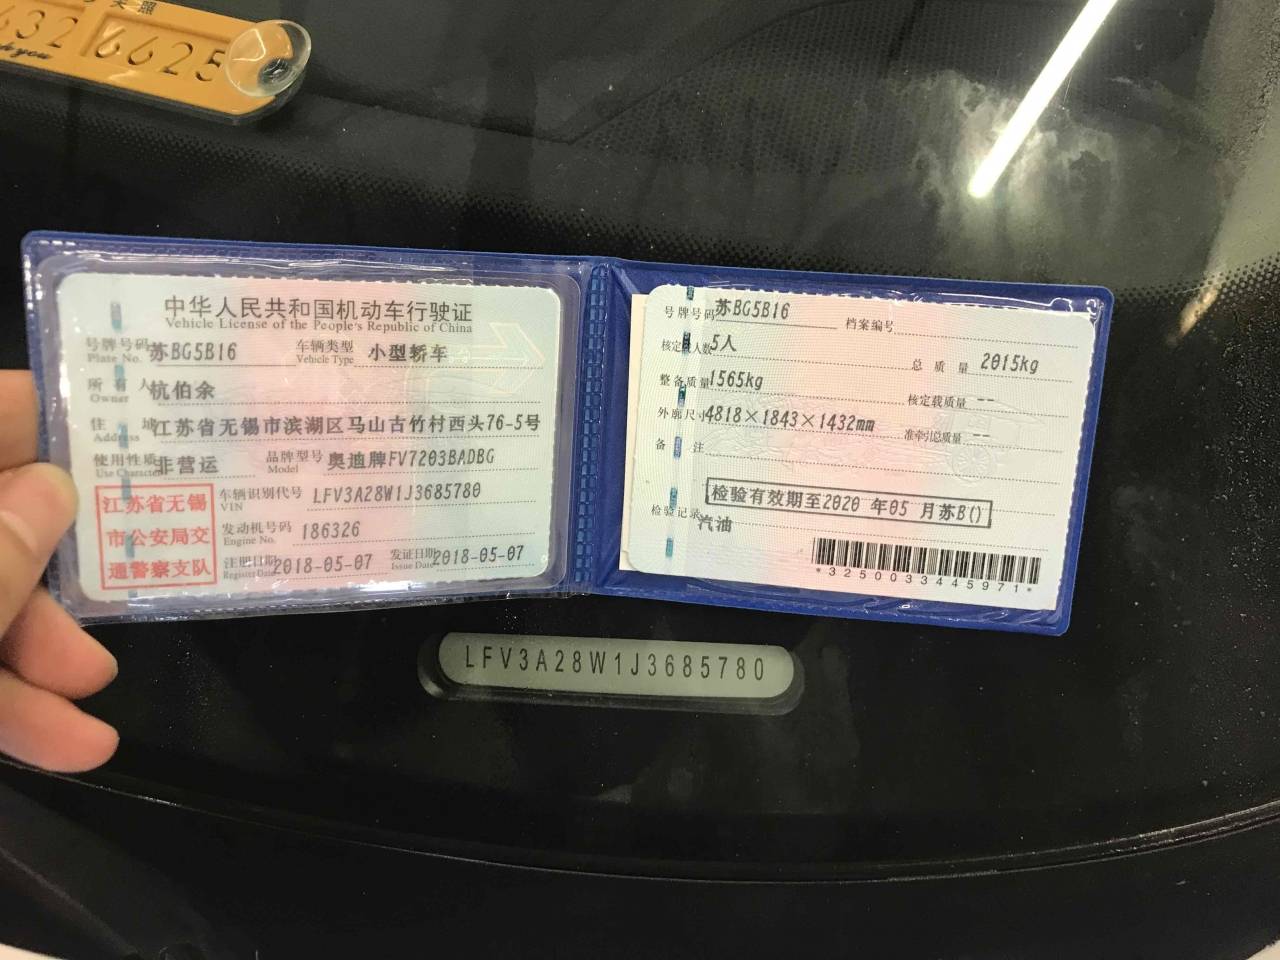 632 6625
中华人民共和国机动车行驶证
Vehicle License of the People's Republic of China
号牌号码 苏BG5B16 车辆类型 小型轿车
Plate No. Vehicle Type
所有人 杭伯余
Owner
住址 江苏省无锡市滨湖区马山古竹村西头76-5号
Address
使用性质 非营运 品牌型号 奥迪牌FV7203BADBG
Use Character Model
江苏省无锡
市公安局交
通警察支队
车辆识别代号 LFV3A28W1J3685780
VIN
发动机号码 186326
Engine No.
注册日期 2018-05-07 发证日期 2018-05-07
Register Date Issue Date
号牌号码 苏BG5B16 档案编号
核定载人数 5人 总质量 2015kg
整备质量 1565kg 核定载质量 --
外廓尺寸 4818×1843×1432mm 准牵引总质量 --
备注
检验有效期至2020 年05 月苏B()
检验记录
汽油
*3250033445971*
LFV3A28W1J3685780